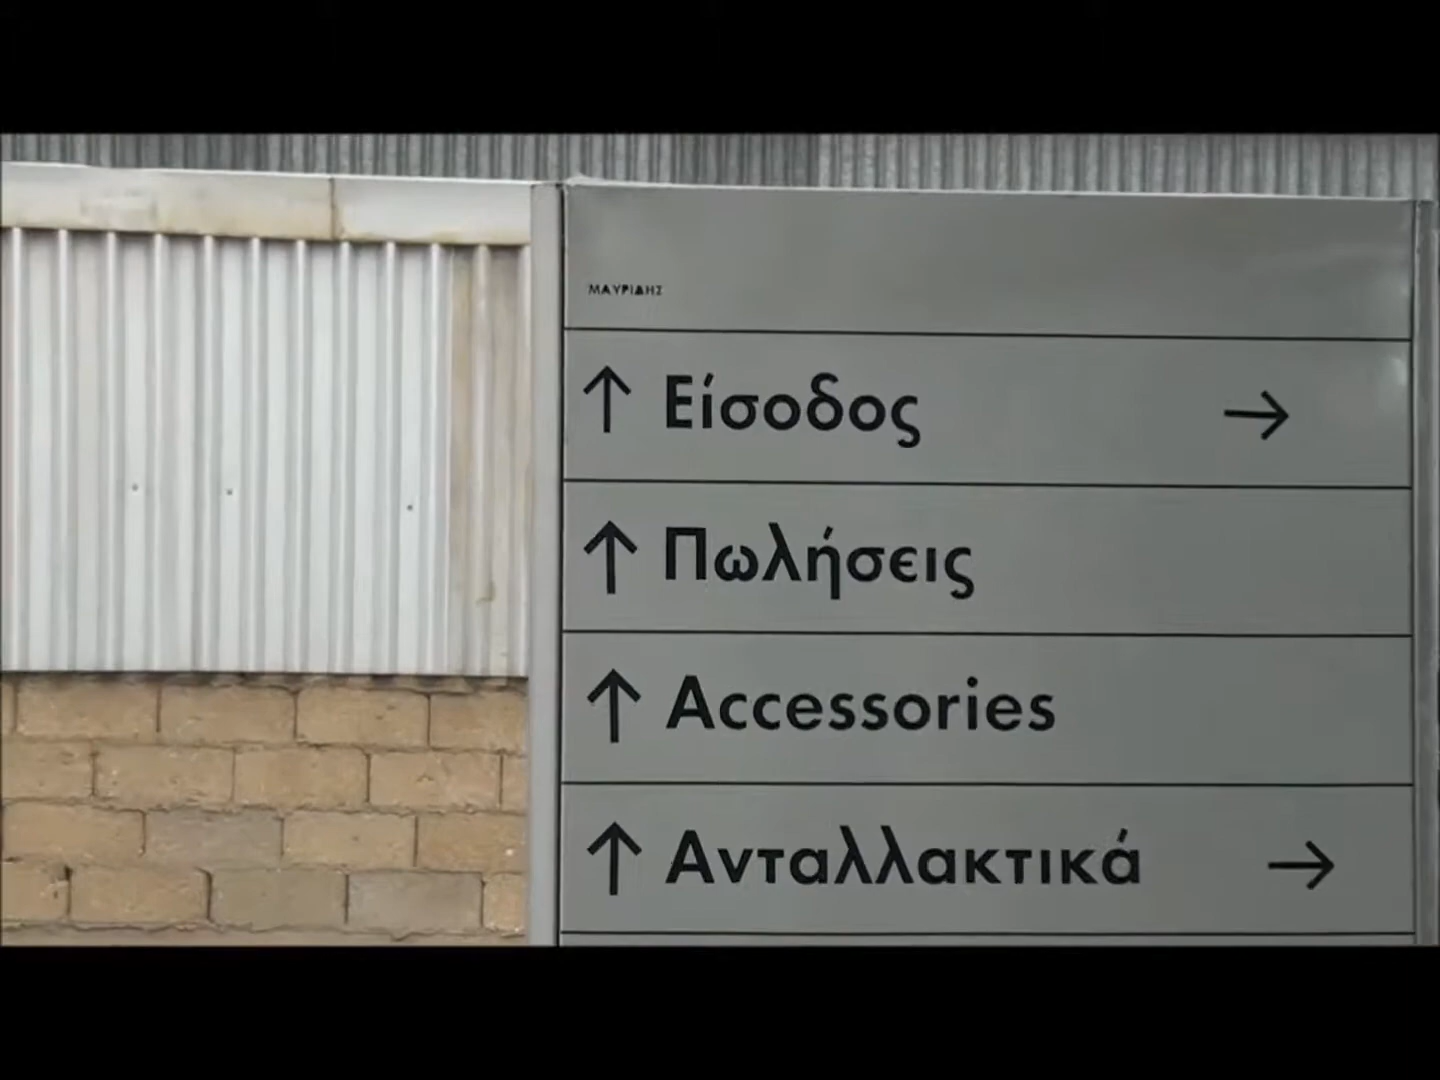 ΜΑΥΡΙΔΗΣ
↑ Είσοδος →
↑ Πωλήσεις
↑ Accessories
↑ Ανταλλακτικά →